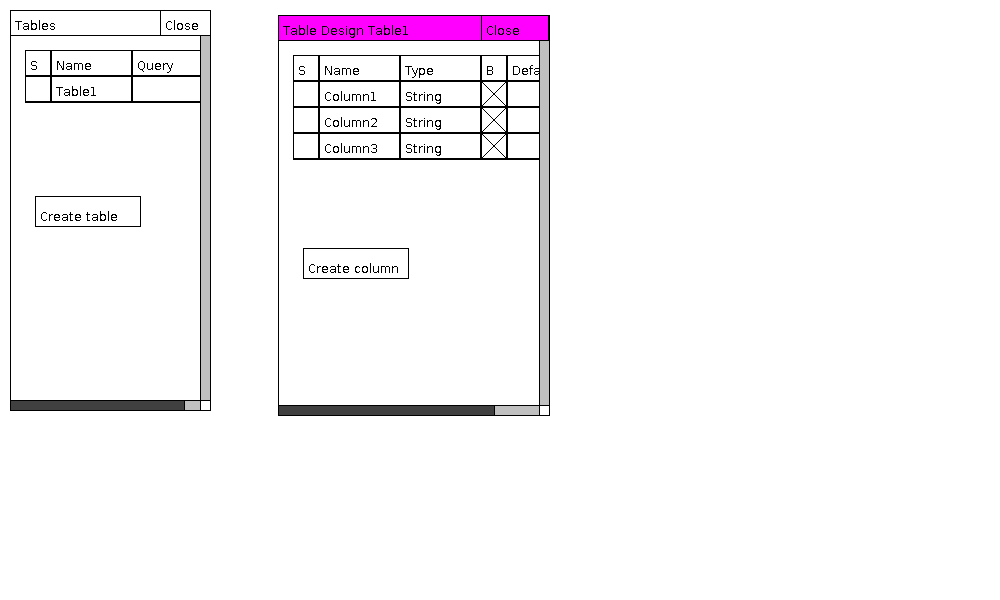 Tables Close
S Name Query
Table1
Create table
Table Design Table1 Close
S Name Type B Defa
Column1 String
Column2 String
Column3 String
Create column